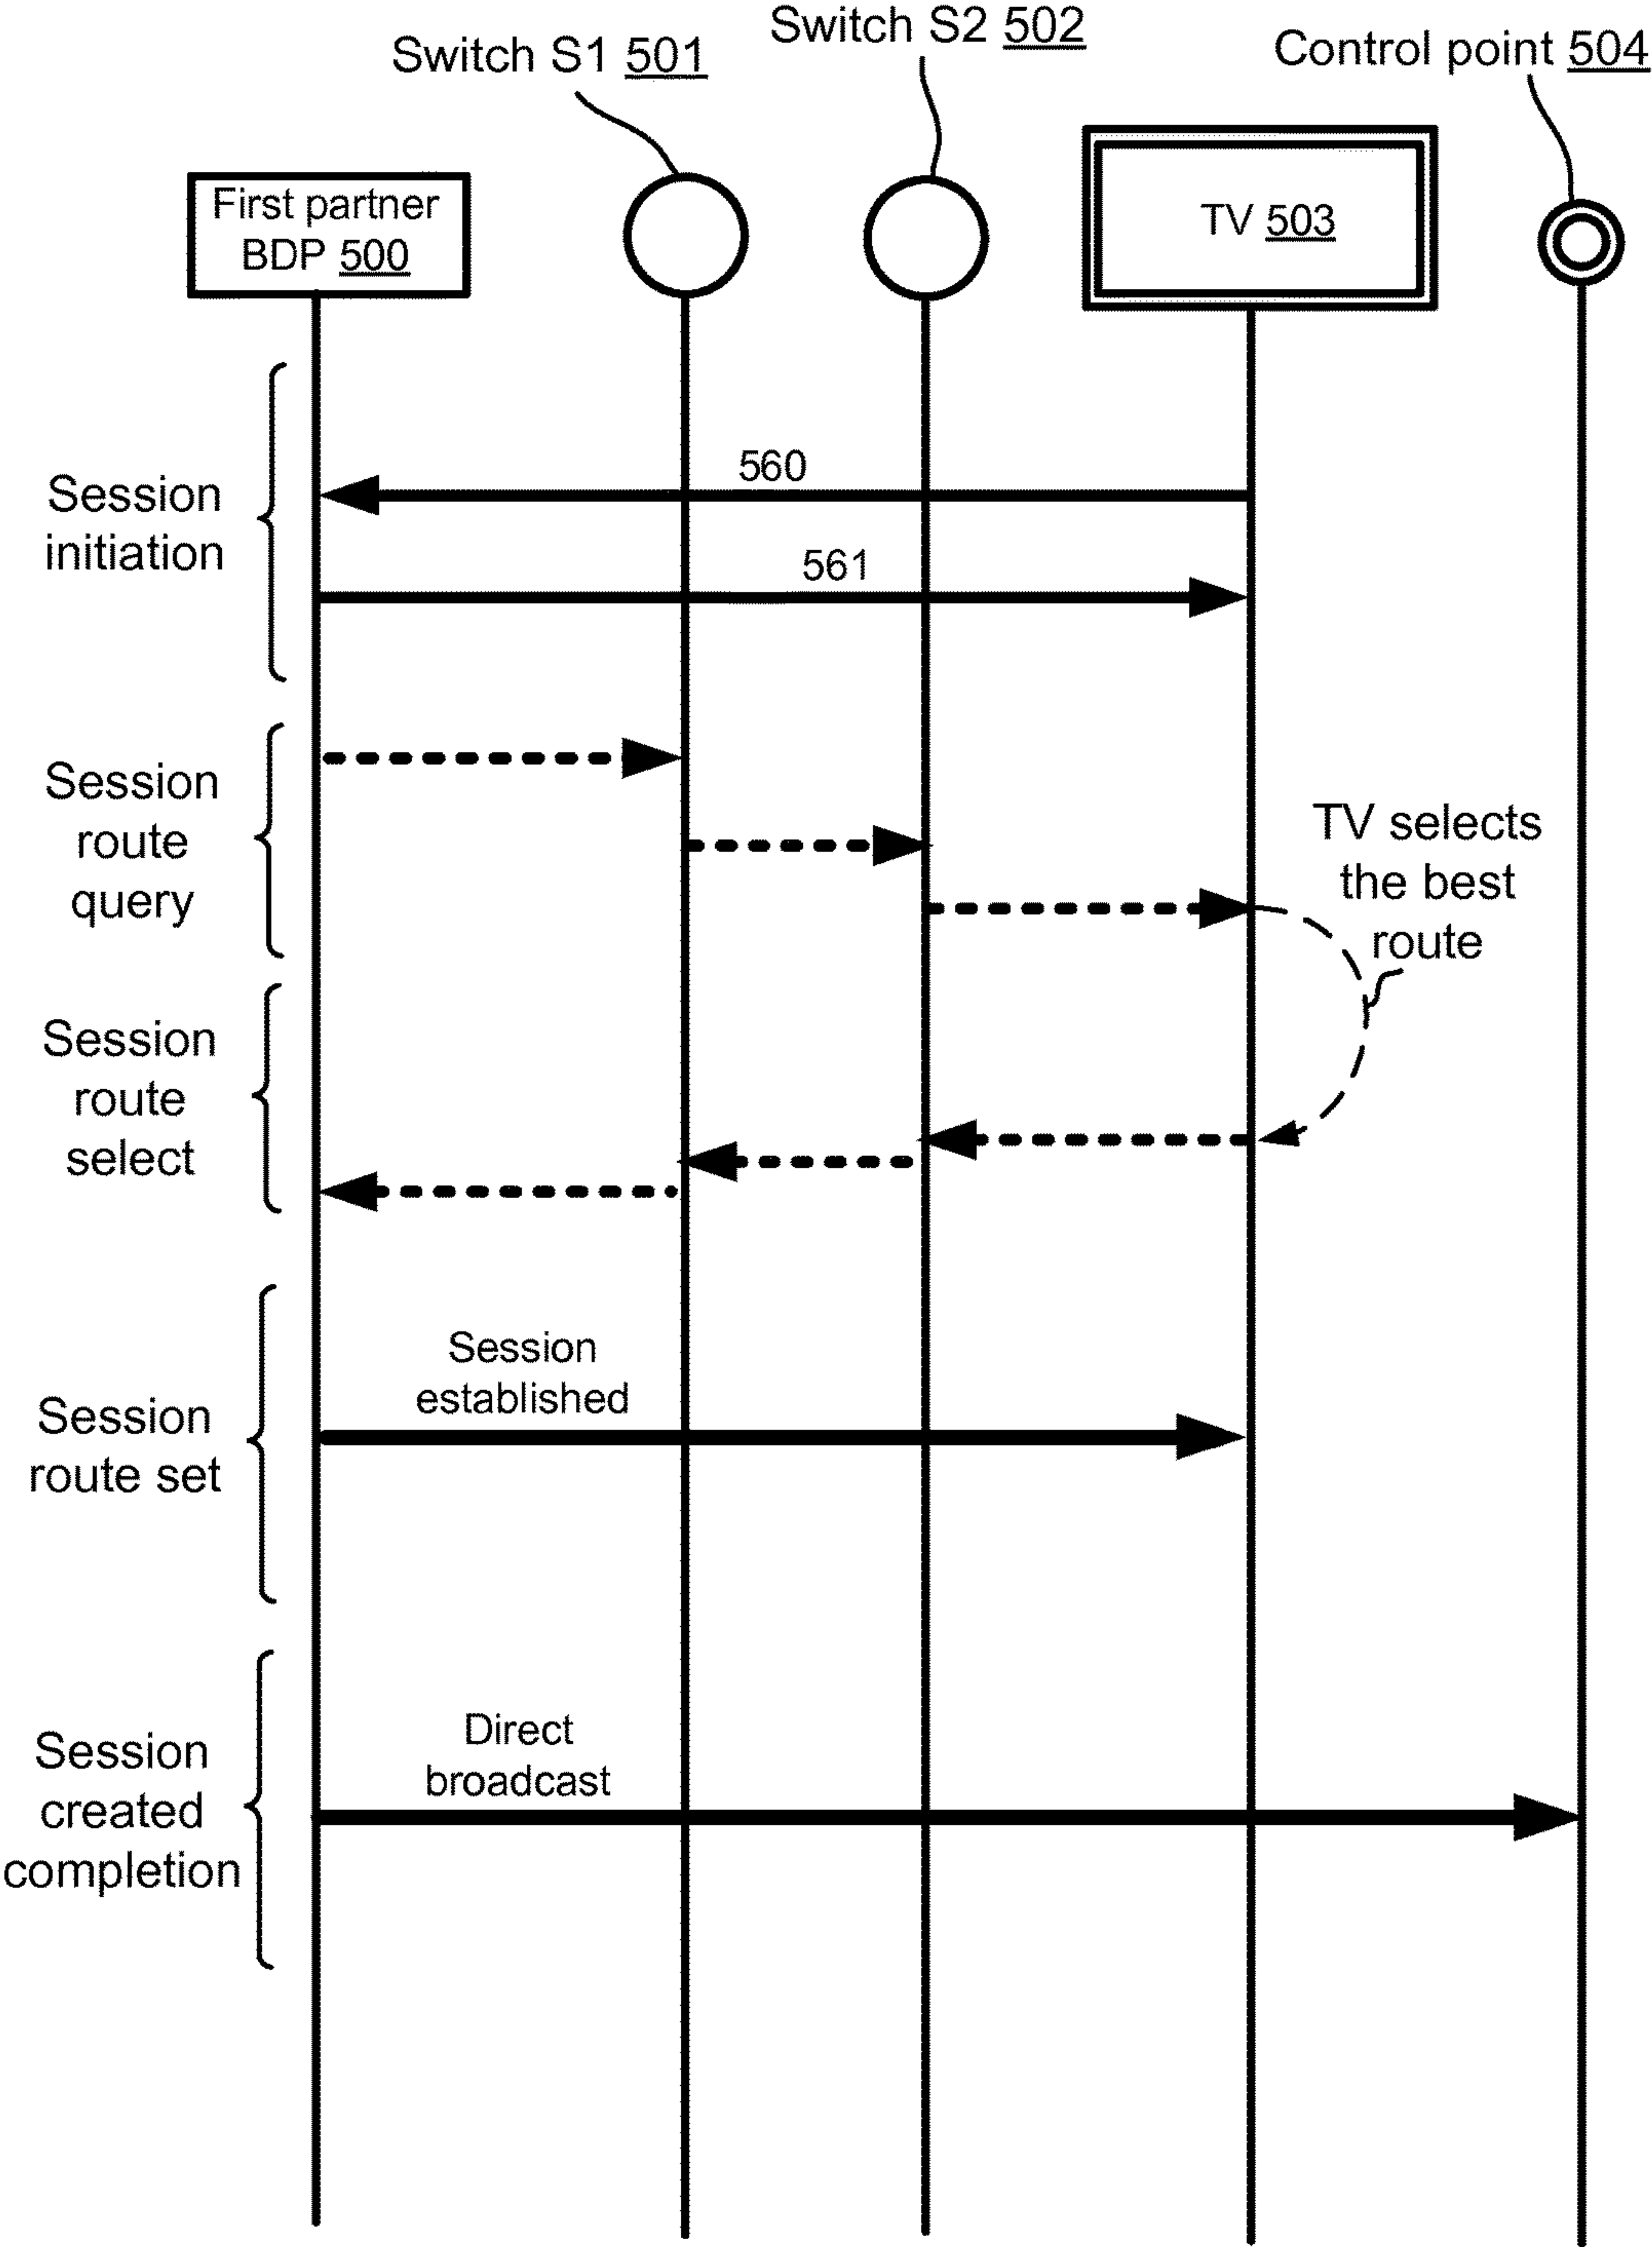 Switch S1 501
Switch S2 502
Control point 504
First partner
BDP 500
TV 503
Session
initiation
560
561
Session
route
query
TV selects
the best
route
Session
route
select
Session
route set
Session
established
Session
created
completion
Direct
broadcast